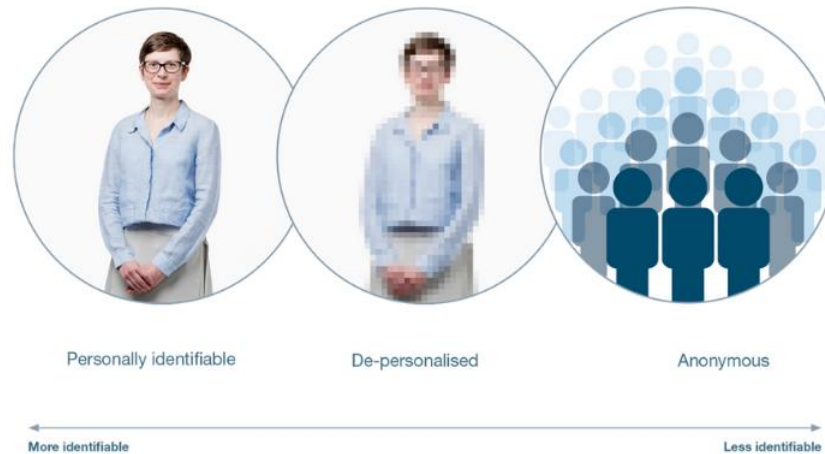 Personally identifiable
De-personalised
Anonymous
More identifiable
Less identifiable